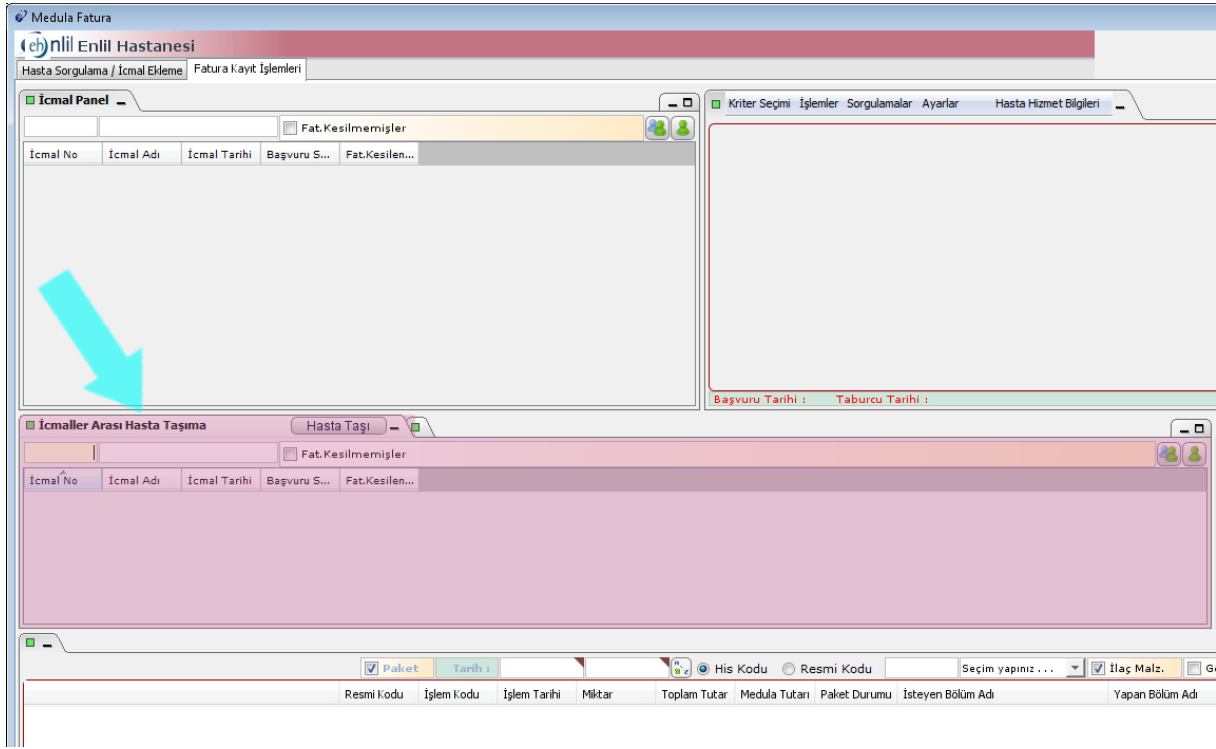 Medula Fatura
(eh)nlil Enlil Hastanesi
Hasta Sorgulama / İcmal Ekleme Fatura Kayıt İşlemleri
İcmal Panel
Kriter Seçimi İşlemler Sorgulamalar Ayarlar Hasta Hizmet Bilgileri
Fat.Kesilmemişler
İcmal No İcmal Adı İcmal Tarihi Başvuru S... Fat.Kesilen...
Başvuru Tarihi : Taburcu Tarihi :
İcmaller Arası Hasta Taşıma Hasta Taşı
Fat.Kesilmemişler
İcmal No İcmal Adı İcmal Tarihi Başvuru S... Fat.Kesilen...
Paket Tarih : His Kodu Resmi Kodu Seçim yapınız . . . İlaç Malz.
Resmi Kodu İşlem Kodu İşlem Tarihi Miktar Toplam Tutar Medula Tutarı Paket Durumu İsteyen Bölüm Adı Yapan Bölüm Adı